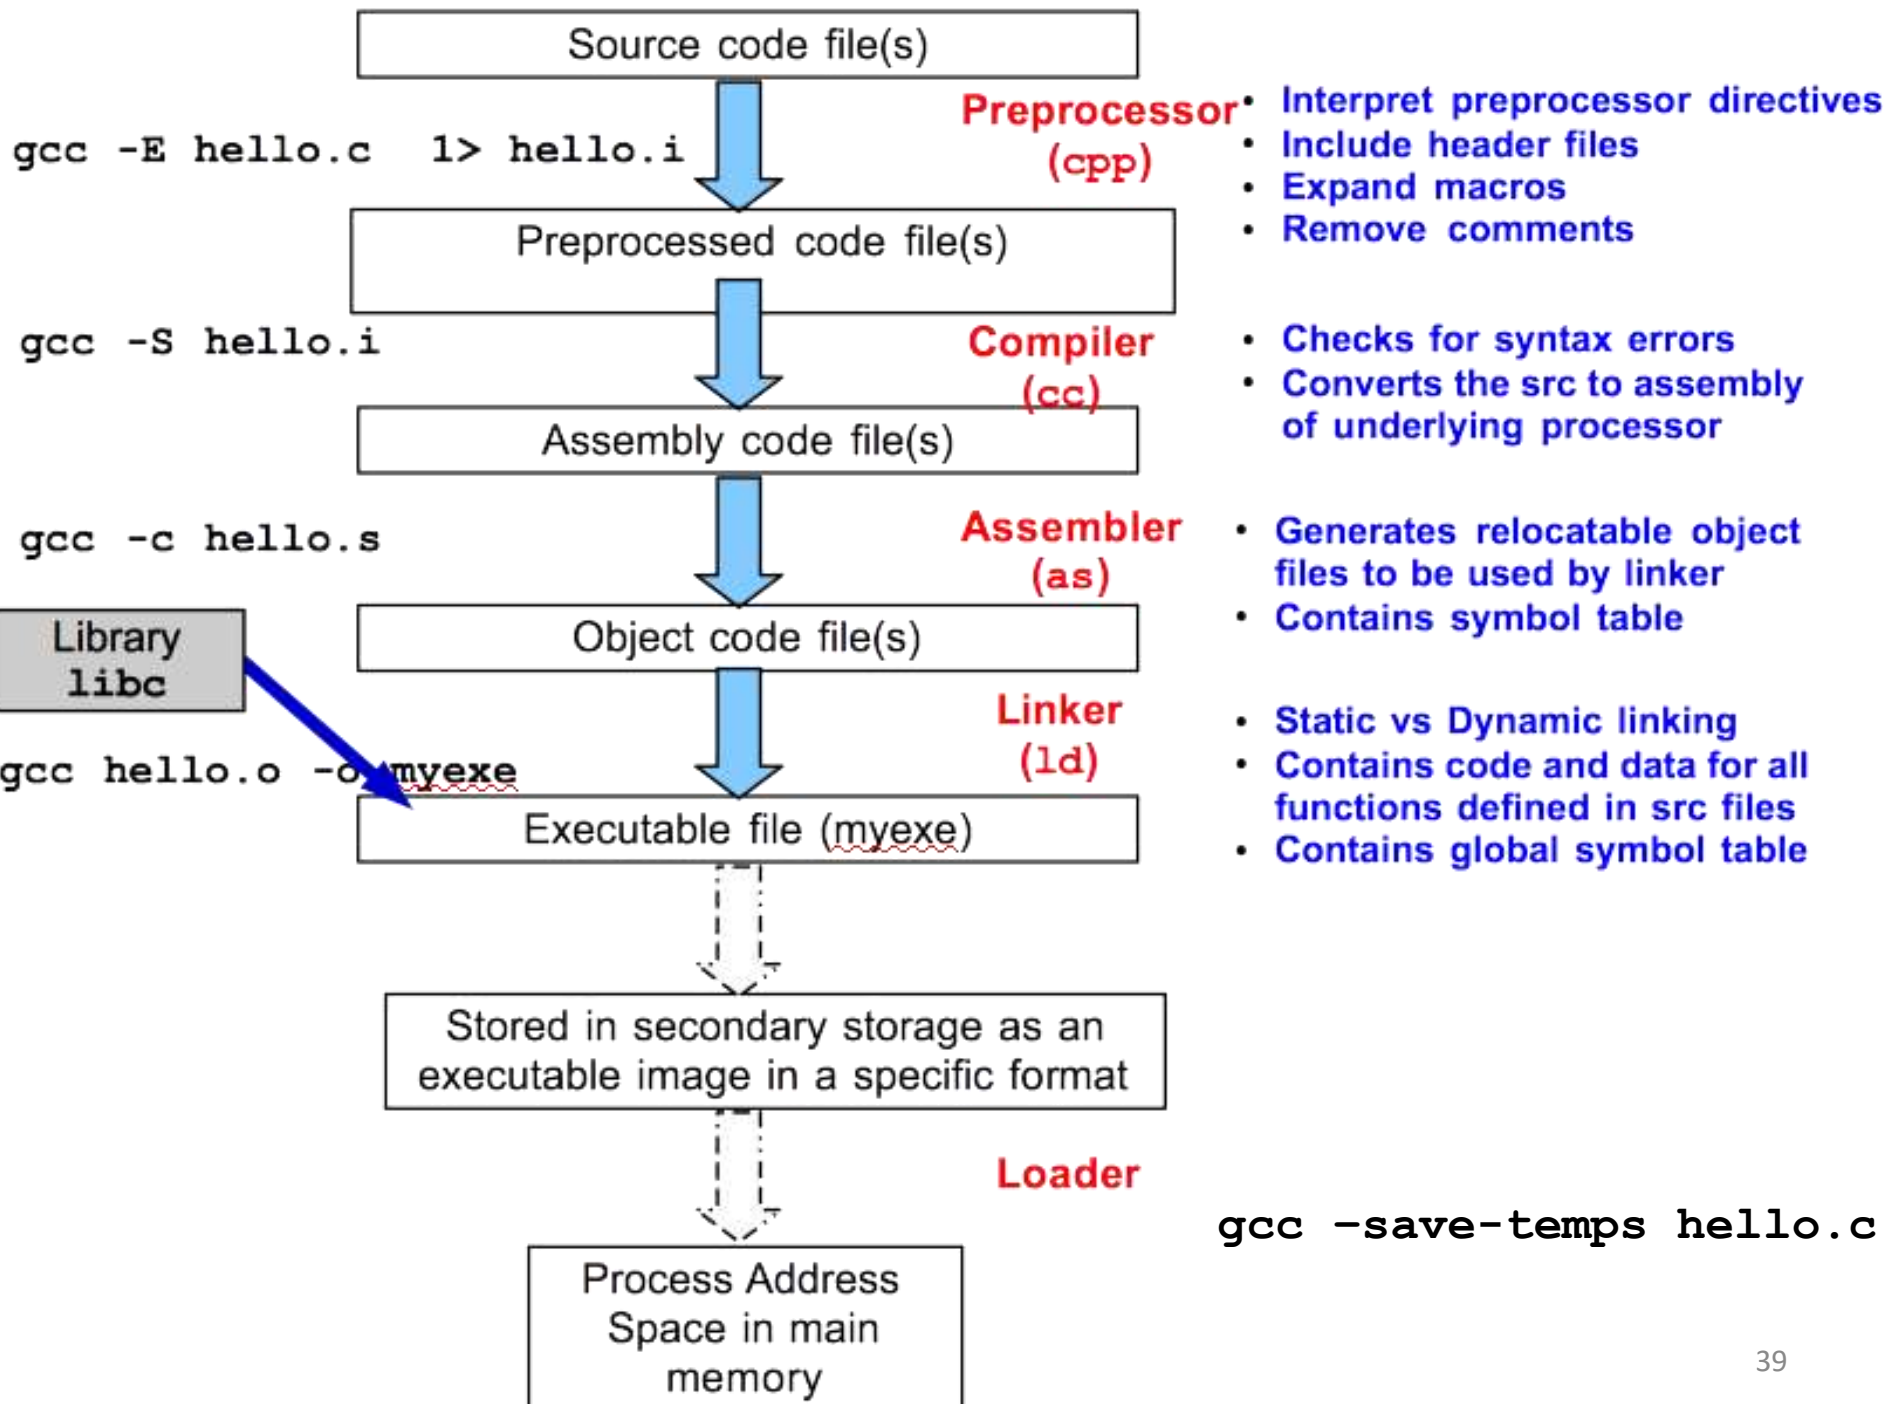 Source code file(s)
gcc -E hello.c  1> hello.i
Preprocessor
(cpp)
• Interpret preprocessor directives
• Include header files
• Expand macros
• Remove comments
Preprocessed code file(s)
gcc -S hello.i
Compiler
(cc)
• Checks for syntax errors
• Converts the src to assembly
of underlying processor
Assembly code file(s)
gcc -c hello.s
Assembler
(as)
• Generates relocatable object
files to be used by linker
• Contains symbol table
Object code file(s)
Library
libc
gcc hello.o -o myexe
Linker
(ld)
• Static vs Dynamic linking
• Contains code and data for all
functions defined in src files
• Contains global symbol table
Executable file (myexe)
Stored in secondary storage as an
executable image in a specific format
Loader
gcc –save-temps hello.c
Process Address
Space in main
memory
39